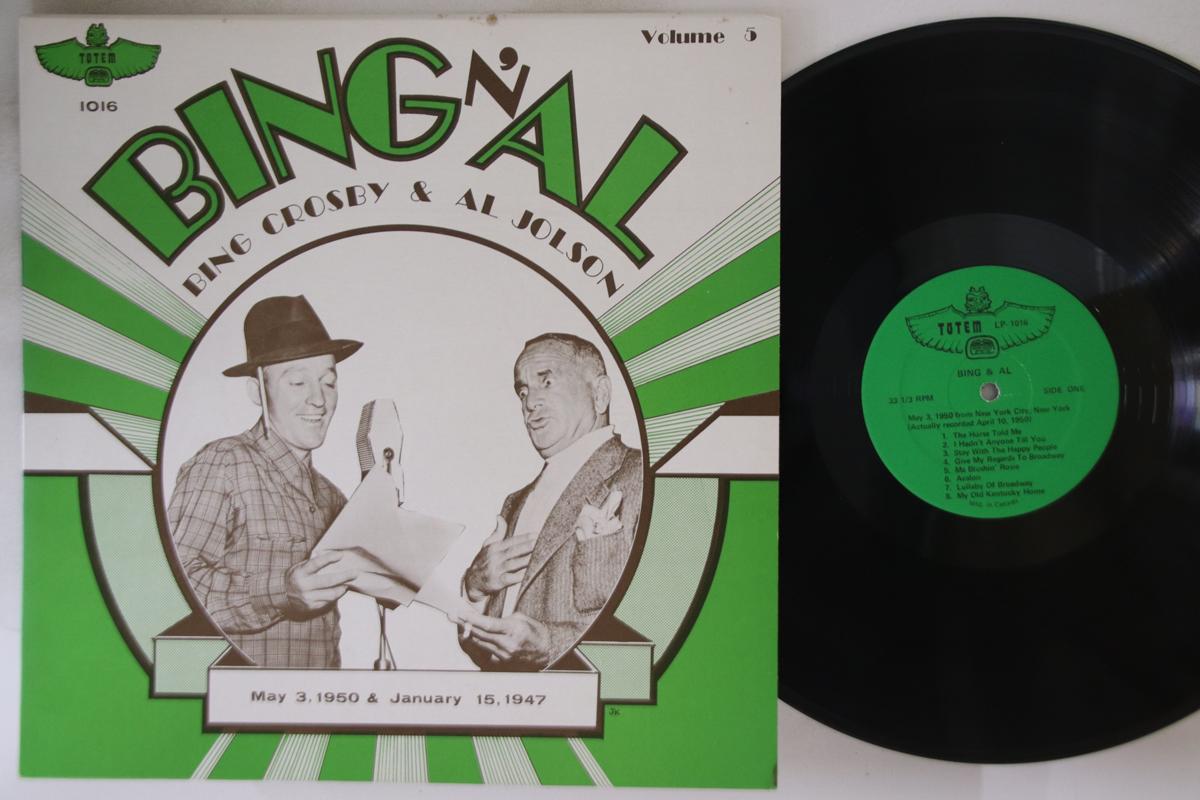 TOTEM
1016
Volume 5
BING N' AL
BING CROSBY & AL JOLSON
May 3, 1950 & January 15, 1947
JK
TOTEM LP-1016
BING & AL
33 1/3 RPM
SIDE ONE
May 3, 1950 from New York City, New York
(Actually recorded April 10, 1950)
1. The Horse Told Me
2. I Hadn't Anyone Till You
3. Stay With The Happy People
4. Give My Regards To Broadway
5. Ma Blushin' Rosie
6. Avalon
7. Lullaby Of Broadway
8. My Old Kentucky Home
Mfd. in Canada